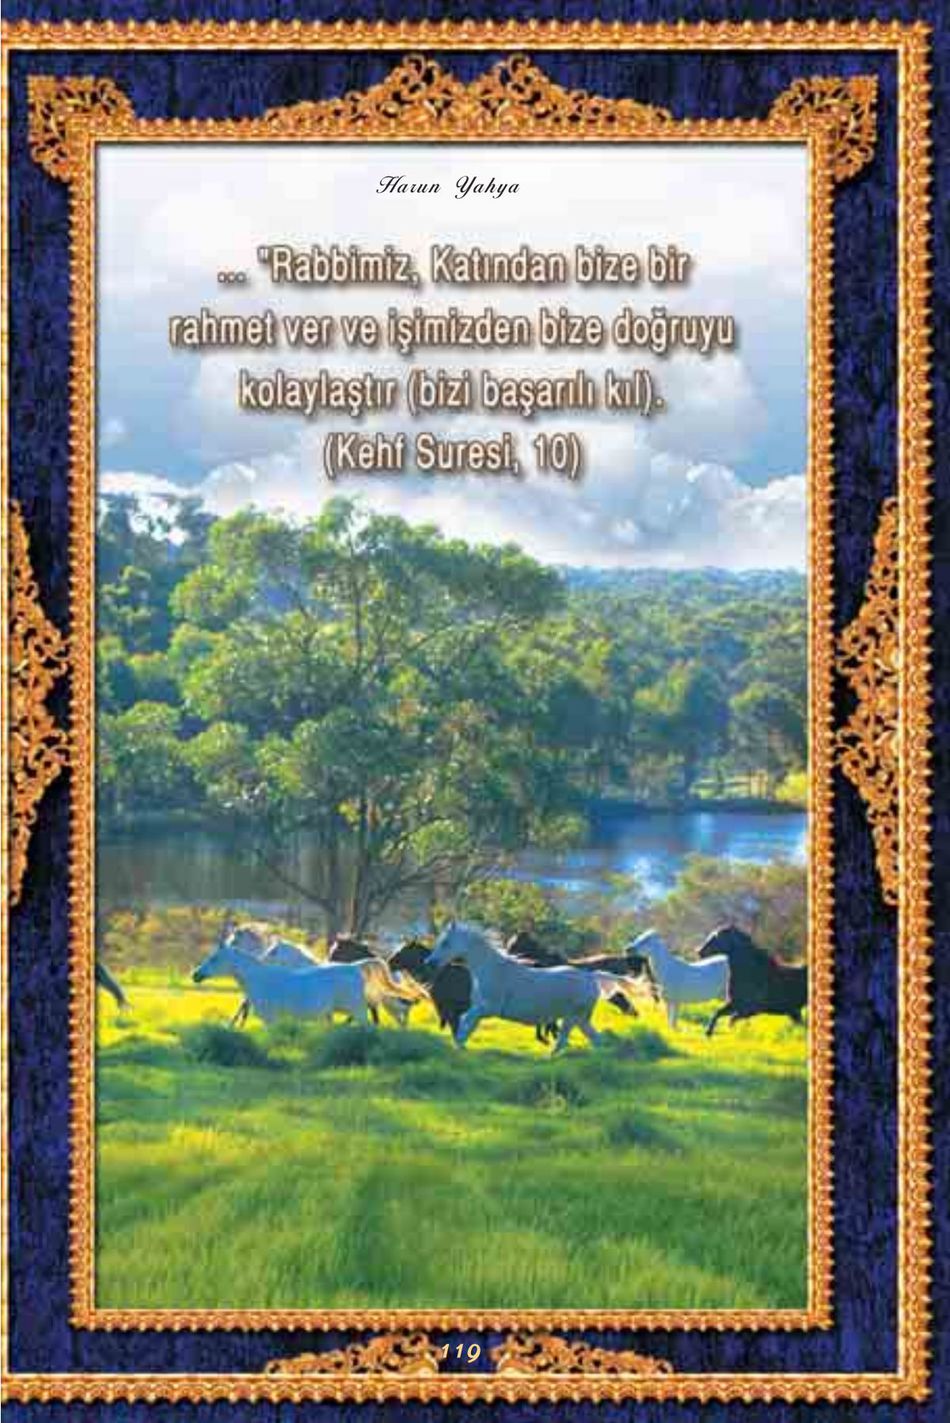 Harun Yahya
... "Rabbimiz, Katından bize bir
rahmet ver ve işimizden bize doğruyu
kolaylaştır (bizi başarılı kıl).
(Kehf Suresi, 10)
119